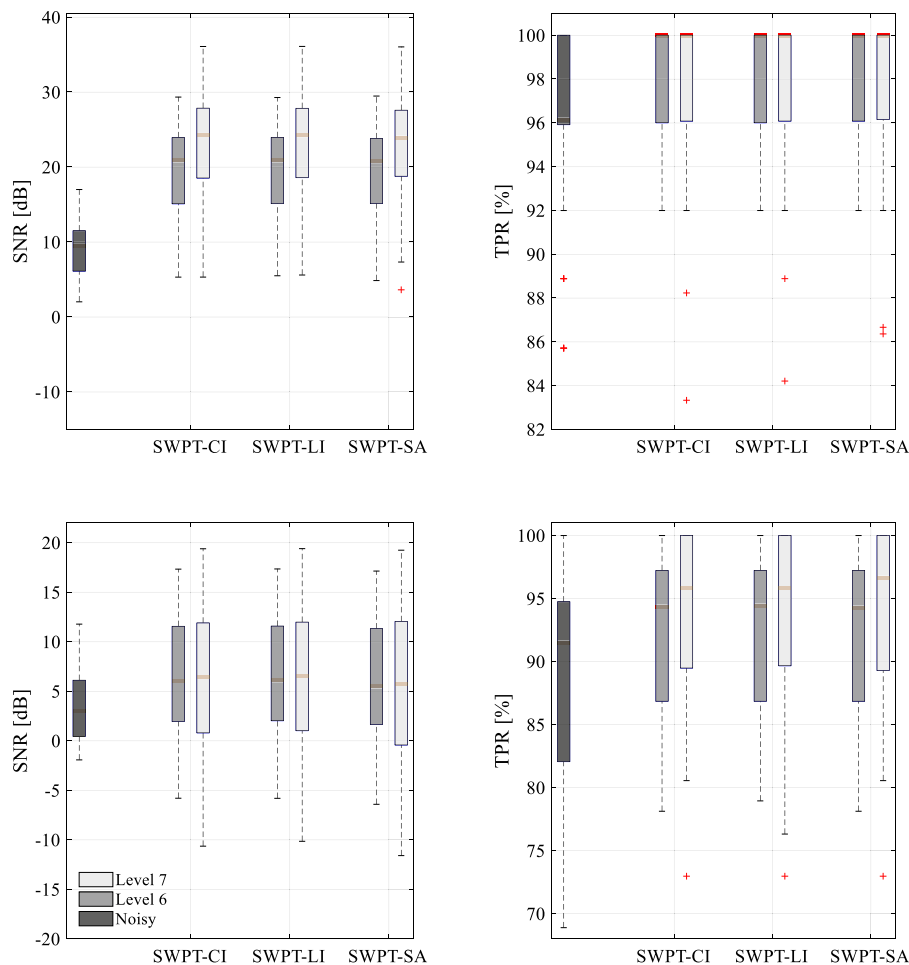 40
30
20
10
0
-10
SNR [dB]
SWPT-CI SWPT-LI SWPT-SA
100
98
96
94
92
90
88
86
84
82
TPR [%]
SWPT-CI SWPT-LI SWPT-SA
20
15
10
5
0
-5
-10
-15
-20
SNR [dB]
Level 7
Level 6
Noisy
SWPT-CI SWPT-LI SWPT-SA
100
95
90
85
80
75
70
TPR [%]
SWPT-CI SWPT-LI SWPT-SA